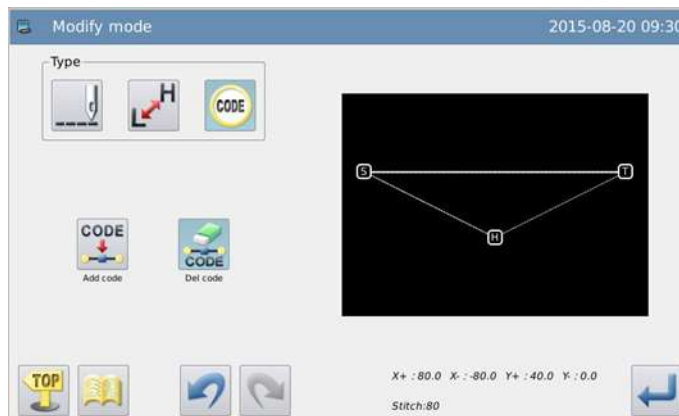 Modify mode 2015-08-20 09:30
Type
L H CODE
S T
H
CODE CODE
Add code Del code
TOP
X+ :80.0 X- :-80.0 Y+ :40.0 Y- :0.0
Stitch:80